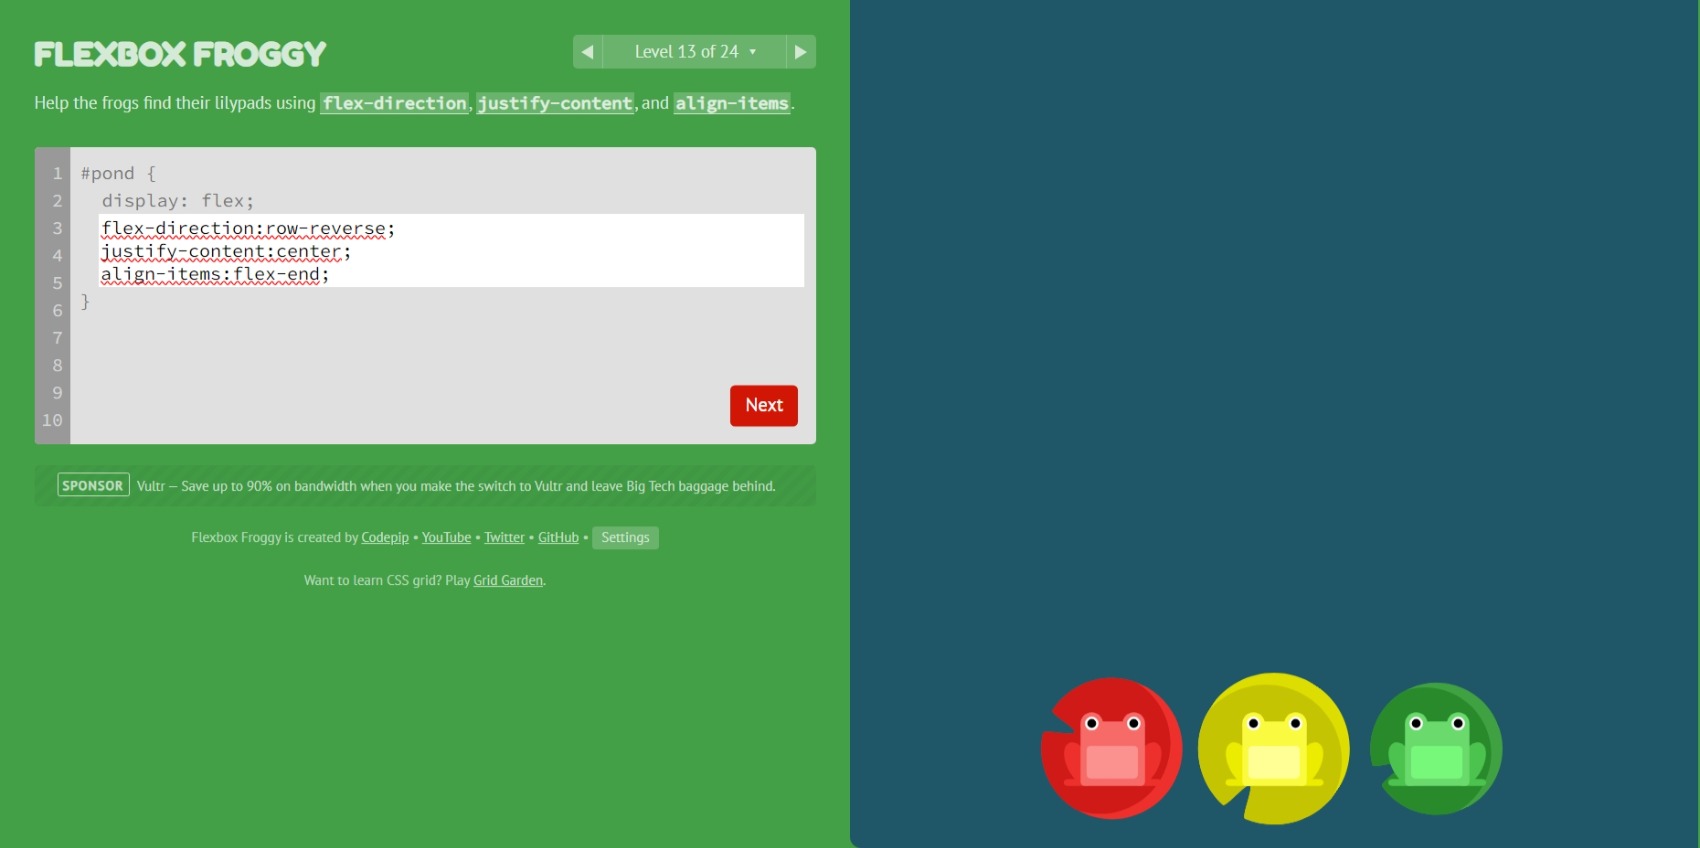 FLEXBOX FROGGY
◀ Level 13 of 24 ▼ ▶
Help the frogs find their lilypads using flex-direction, justify-content, and align-items.
1 #pond {
2 display: flex;
3 flex-direction:row-reverse;
4 justify-content:center;
5 align-items:flex-end;
6 }
7
8
9
10
Next
SPONSOR Vultr — Save up to 90% on bandwidth when you make the switch to Vultr and leave Big Tech baggage behind.
Flexbox Froggy is created by Codepip • YouTube • Twitter • GitHub • Settings
Want to learn CSS grid? Play Grid Garden.